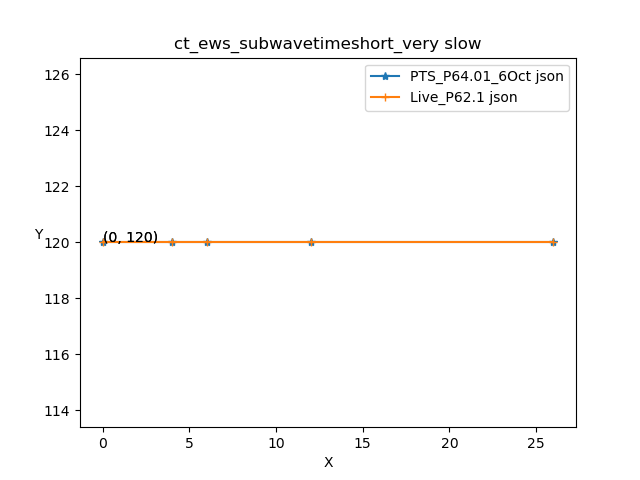 ct_ews_subwavetimeshort_very slow
PTS_P64.01_6Oct json
Live_P62.1 json
126
124
122
Y
120
(0, 120)
118
116
114
0 5 10 15 20 25
X